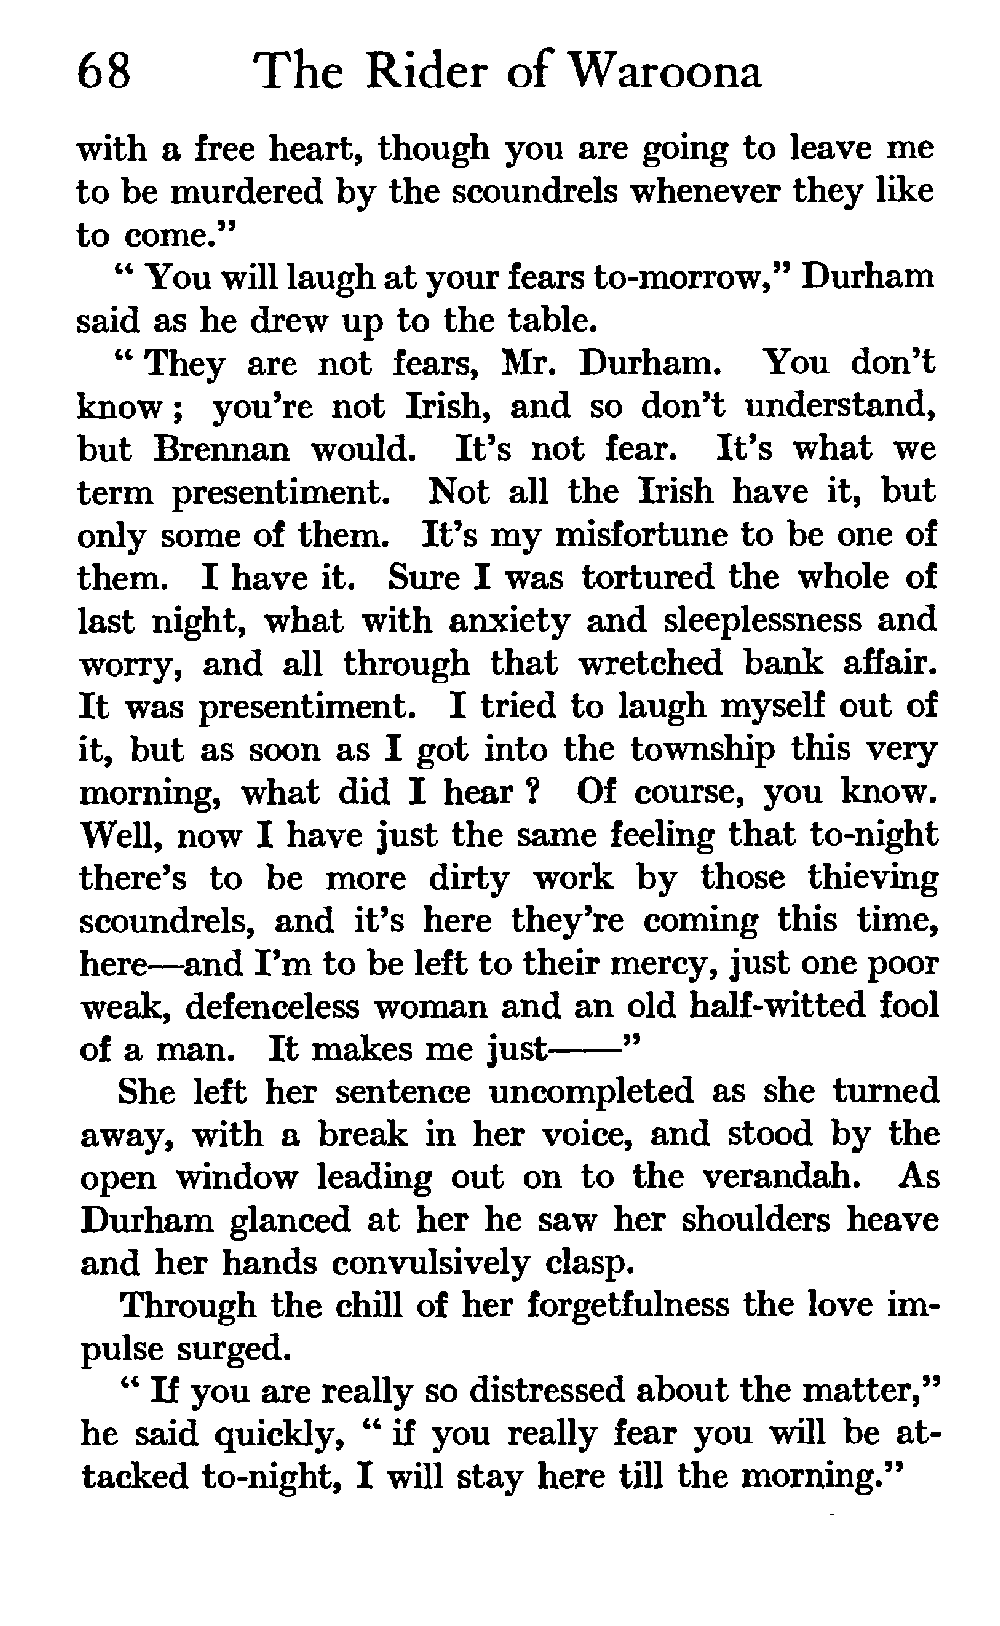 68 The Rider of Waroona
with a free heart, though you are going to leave me
to be murdered by the scoundrels whenever they like
to come."
" You will laugh at your fears to-morrow," Durham
said as he drew up to the table.
" They are not fears, Mr. Durham. You don't
know ; you're not Irish, and so don't understand,
but Brennan would. It's not fear. It's what we
term presentiment. Not all the Irish have it, but
only some of them. It's my misfortune to be one of
them. I have it. Sure I was tortured the whole of
last night, what with anxiety and sleeplessness and
worry, and all through that wretched bank affair.
It was presentiment. I tried to laugh myself out of
it, but as soon as I got into the township this very
morning, what did I hear ? Of course, you know.
Well, now I have just the same feeling that to-night
there's to be more dirty work by those thieving
scoundrels, and it's here they're coming this time,
here—and I'm to be left to their mercy, just one poor
weak, defenceless woman and an old half-witted fool
of a man. It makes me just——"
She left her sentence uncompleted as she turned
away, with a break in her voice, and stood by the
open window leading out on to the verandah. As
Durham glanced at her he saw her shoulders heave
and her hands convulsively clasp.
Through the chill of her forgetfulness the love im-
pulse surged.
" If you are really so distressed about the matter,"
he said quickly, " if you really fear you will be at-
tacked to-night, I will stay here till the morning."